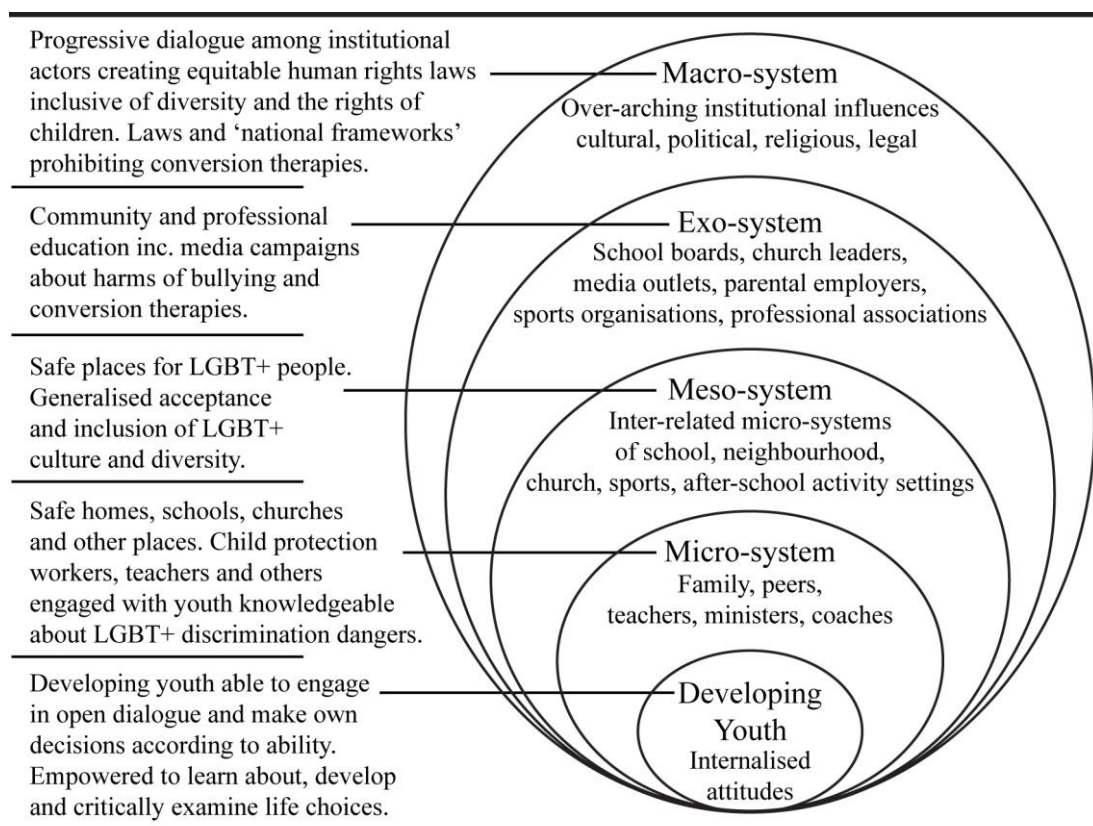 Progressive dialogue among institutional
actors creating equitable human rights laws
inclusive of diversity and the rights of
children. Laws and ‘national frameworks’
prohibiting conversion therapies.
Macro-system
Over-arching institutional influences
cultural, political, religious, legal
Community and professional
education inc. media campaigns
about harms of bullying and
conversion therapies.
Exo-system
School boards, church leaders,
media outlets, parental employers,
sports organisations, professional associations
Safe places for LGBT+ people.
Generalised acceptance
and inclusion of LGBT+
culture and diversity.
Meso-system
Inter-related micro-systems
of school, neighbourhood,
church, sports, after-school activity settings
Safe homes, schools, churches
and other places. Child protection
workers, teachers and others
engaged with youth knowledgeable
about LGBT+ discrimination dangers.
Micro-system
Family, peers,
teachers, ministers, coaches
Developing youth able to engage
in open dialogue and make own
decisions according to ability.
Empowered to learn about, develop
and critically examine life choices.
Developing
Youth
Internalised
attitudes